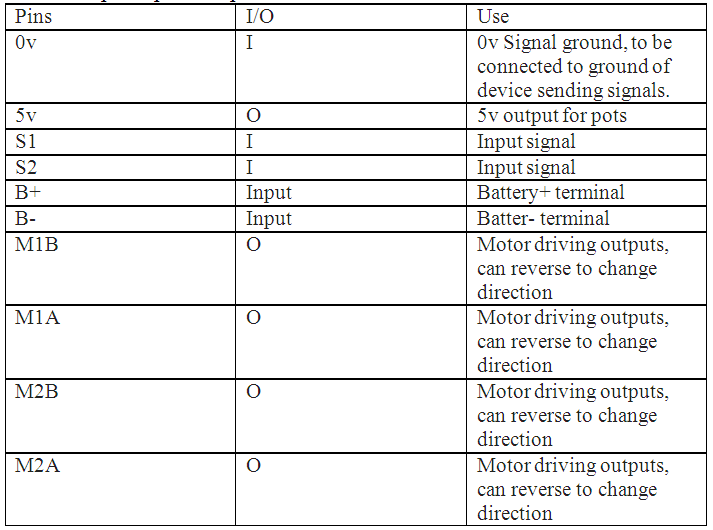 Pins I/O Use
0v I 0v Signal ground, to be
connected to ground of
device sending signals.
5v O 5v output for pots
S1 I Input signal
S2 I Input signal
B+ Input Battery+ terminal
B- Input Batter- terminal
M1B O Motor driving outputs,
can reverse to change
direction
M1A O Motor driving outputs,
can reverse to change
direction
M2B O Motor driving outputs,
can reverse to change
direction
M2A O Motor driving outputs,
can reverse to change
direction